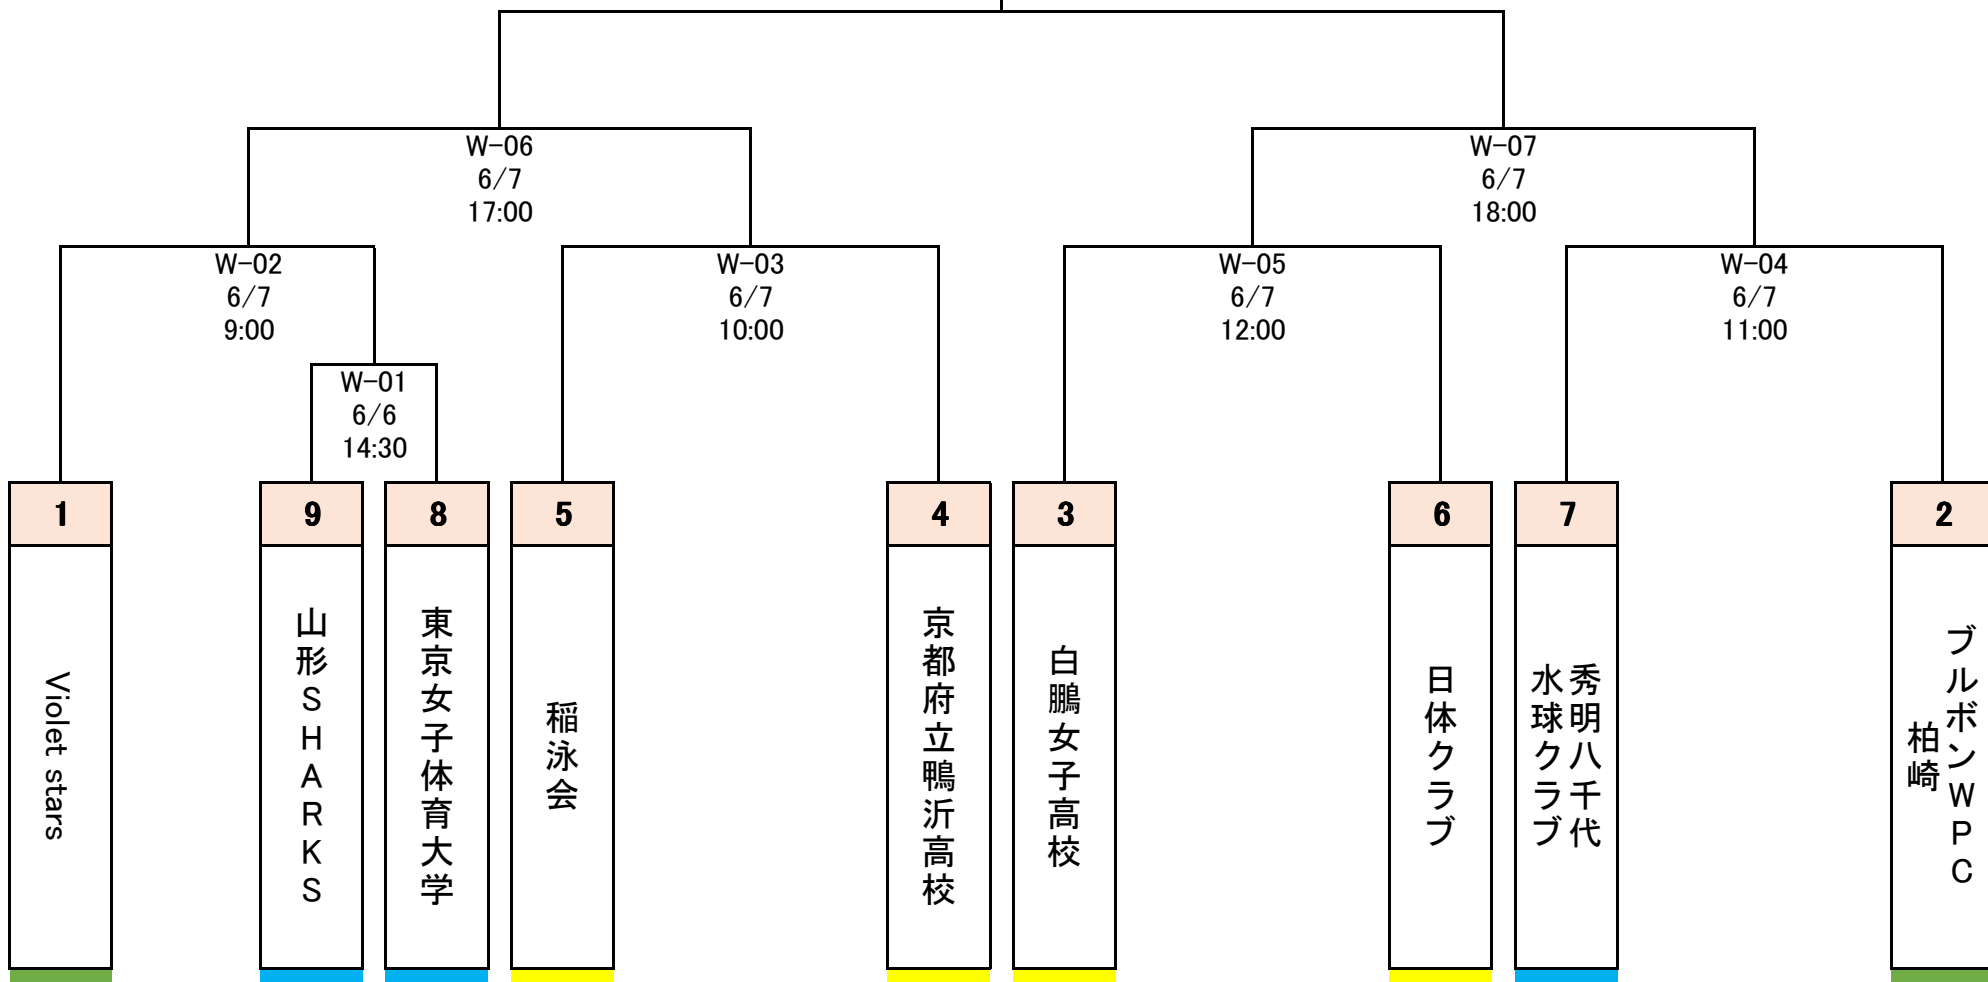 W-06
6/7
17:00
W-07
6/7
18:00
W-02
6/7
9:00
W-03
6/7
10:00
W-05
6/7
12:00
W-04
6/7
11:00
W-01
6/6
14:30
1
9
8
5
4
3
6
7
2
Violet stars
山形SHARKS
東京女子体育大学
稲泳会
京都府立鴨沂高校
白鵬女子高校
日体クラブ
秀明八千代
水球クラブ
ブルボンWPC
柏崎